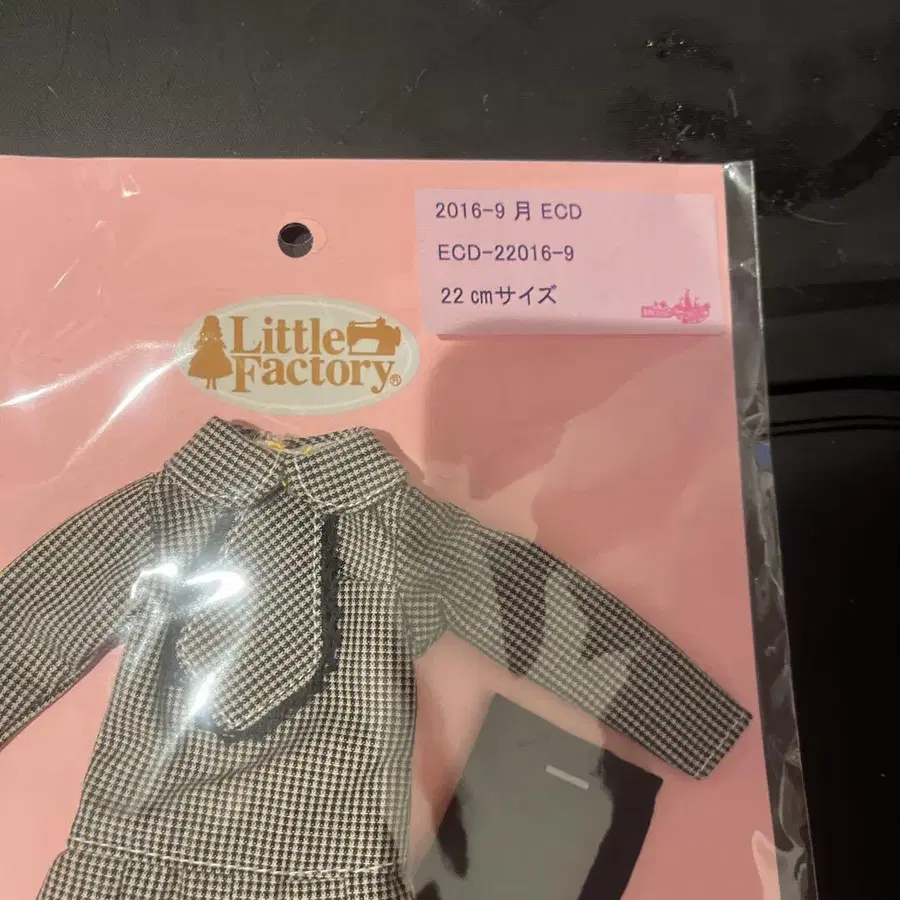 2016-9 月 ECD
ECD-22016-9
22 cmサイズ
Little
Factory®